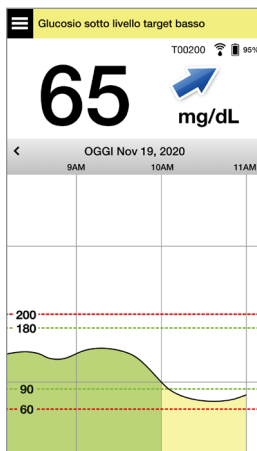 Glucosio sotto livello target basso
T00200 95%
65
mg/dL
OGGI Nov 19, 2020
9AM 10AM 11AM
200
180
90
60